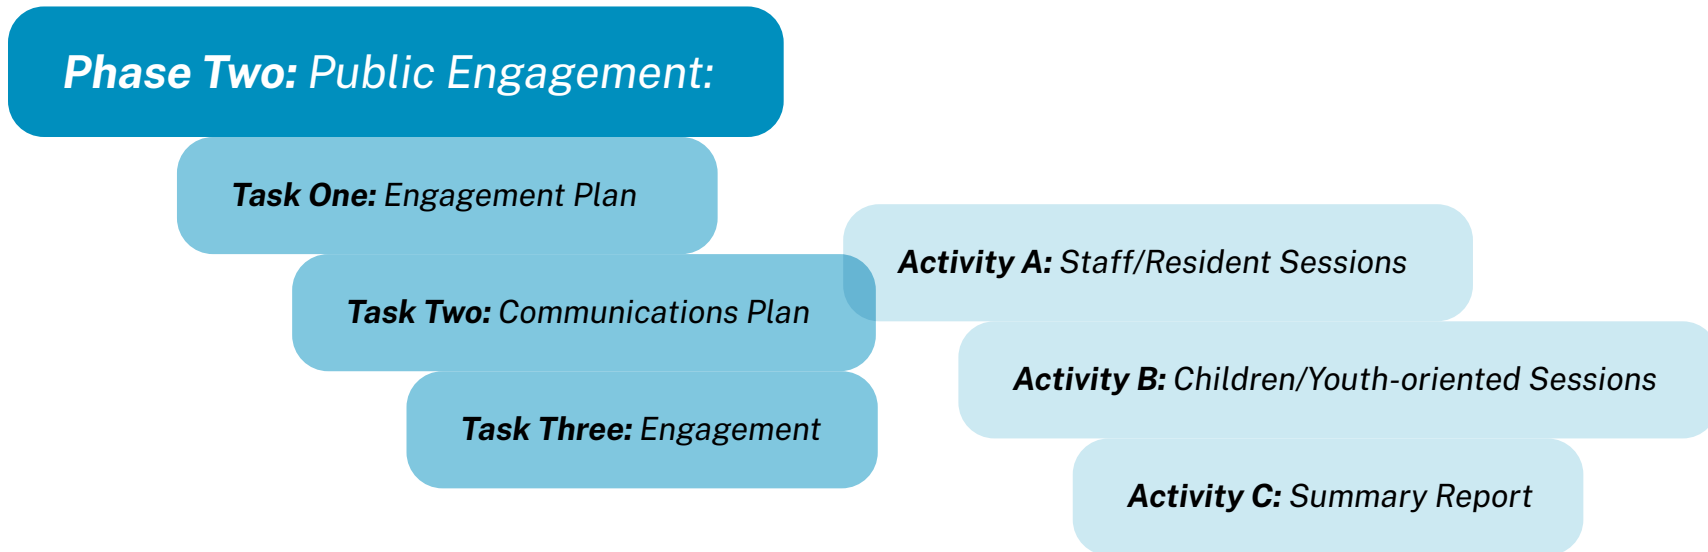 Phase Two: Public Engagement:
Task One: Engagement Plan
Task Two: Communications Plan
Task Three: Engagement
Activity A: Staff/Resident Sessions
Activity B: Children/Youth-oriented Sessions
Activity C: Summary Report